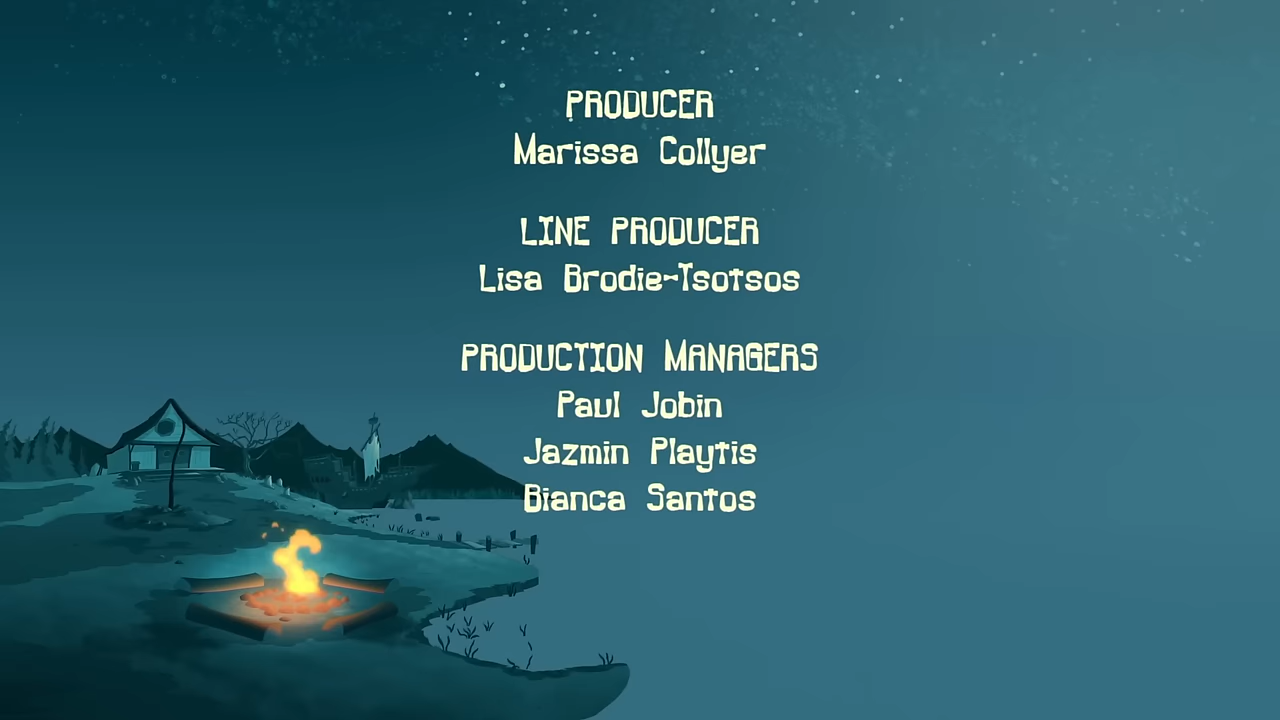 PRODUCER
Marissa Collyer
LINE PRODUCER
Lisa Brodie-Tsotsos
PRODUCTION MANAGERS
Paul Jobin
Jazmin Playtis
Bianca Santos